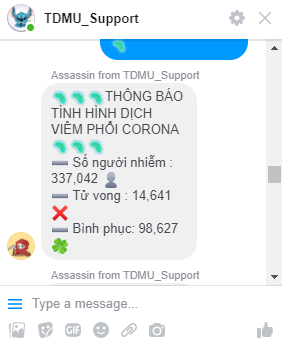 TDMU_Support
Assassin from TDMU_Support
THÔNG BÁO
TÌNH HÌNH DỊCH
VIÊM PHỔI CORONA
Số người nhiễm :
337,042
Tử vong : 14,641
Bình phục: 98,627
Assassin from TDMU_Support
Type a message...
GIF